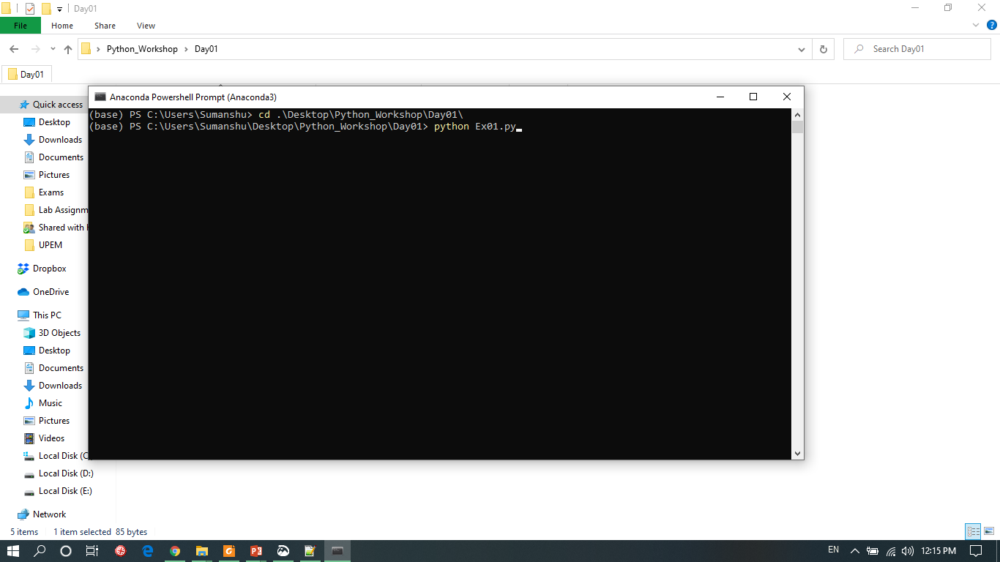 Day01
File Home Share View
Python_Workshop Day01
Search Day01
Day01
Anaconda Powershell Prompt (Anaconda3)
(base) PS C:\Users\Sumanshu> cd .\Desktop\Python_Workshop\Day01\
(base) PS C:\Users\Sumanshu\Desktop\Python_Workshop\Day01> python Ex01.py
Quick access
Desktop
Downloads
Documents
Pictures
Exams
Lab Assignm
Shared with
UPEM
Dropbox
OneDrive
This PC
3D Objects
Desktop
Documents
Downloads
Music
Pictures
Videos
Local Disk (C
Local Disk (D:)
Local Disk (E:)
Network
5 items 1 item selected 85 bytes
EN 12:15 PM